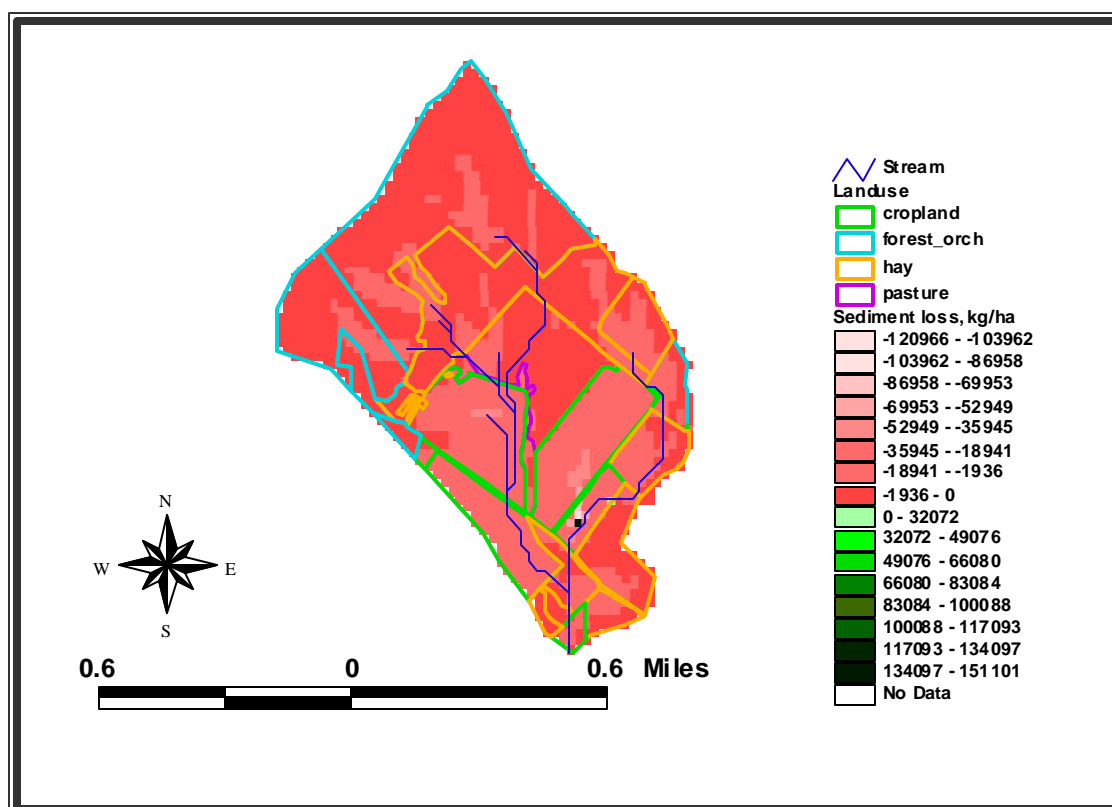 Stream
Landuse
cropland
forest_orch
hay
pasture
Sediment loss, kg/ha
-120966 - -103962
-103962 - -86958
-86958 - -69953
-69953 - -52949
-52949 - -35945
-35945 - -18941
-18941 - -1936
-1936 - 0
0 - 32072
32072 - 49076
49076 - 66080
66080 - 83084
83084 - 100088
100088 - 117093
117093 - 134097
134097 - 151101
No Data
N
W E
S
0.6 0 0.6 Miles